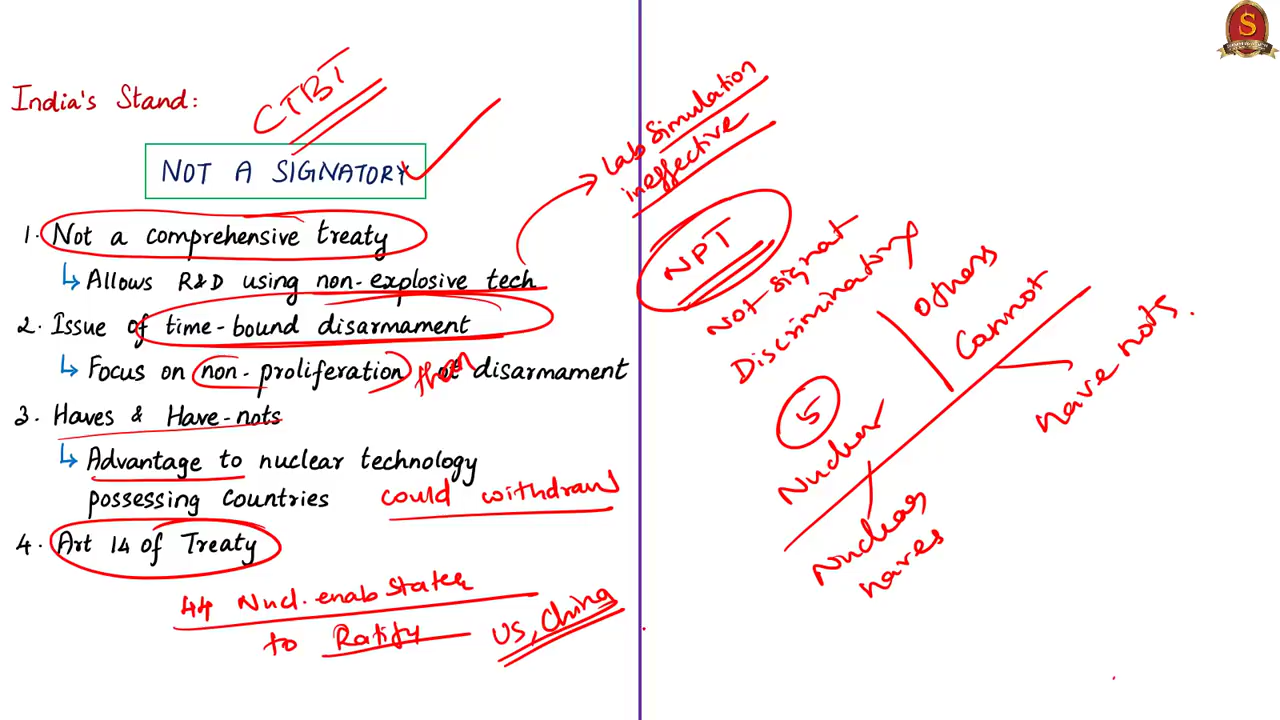 India's Stand:
CTBT
NOT A SIGNATORY
1. Not a comprehensive treaty
↳ Allows R&D using non-explosive tech
2. Issue of time-bound disarmament
↳ Focus on non-proliferation than disarmament
3. Haves & Have-nots
↳ Advantage to nuclear technology
possessing countries
could withdraw
4. Art 14 of Treaty
44 Nucl. enab States
to Ratify
US, China
Lab Simulation
ineffective
NPT
Not-signat
Discriminatory
5
Nuclear
others
Cannot
Nuclear
haves
have nots.
S